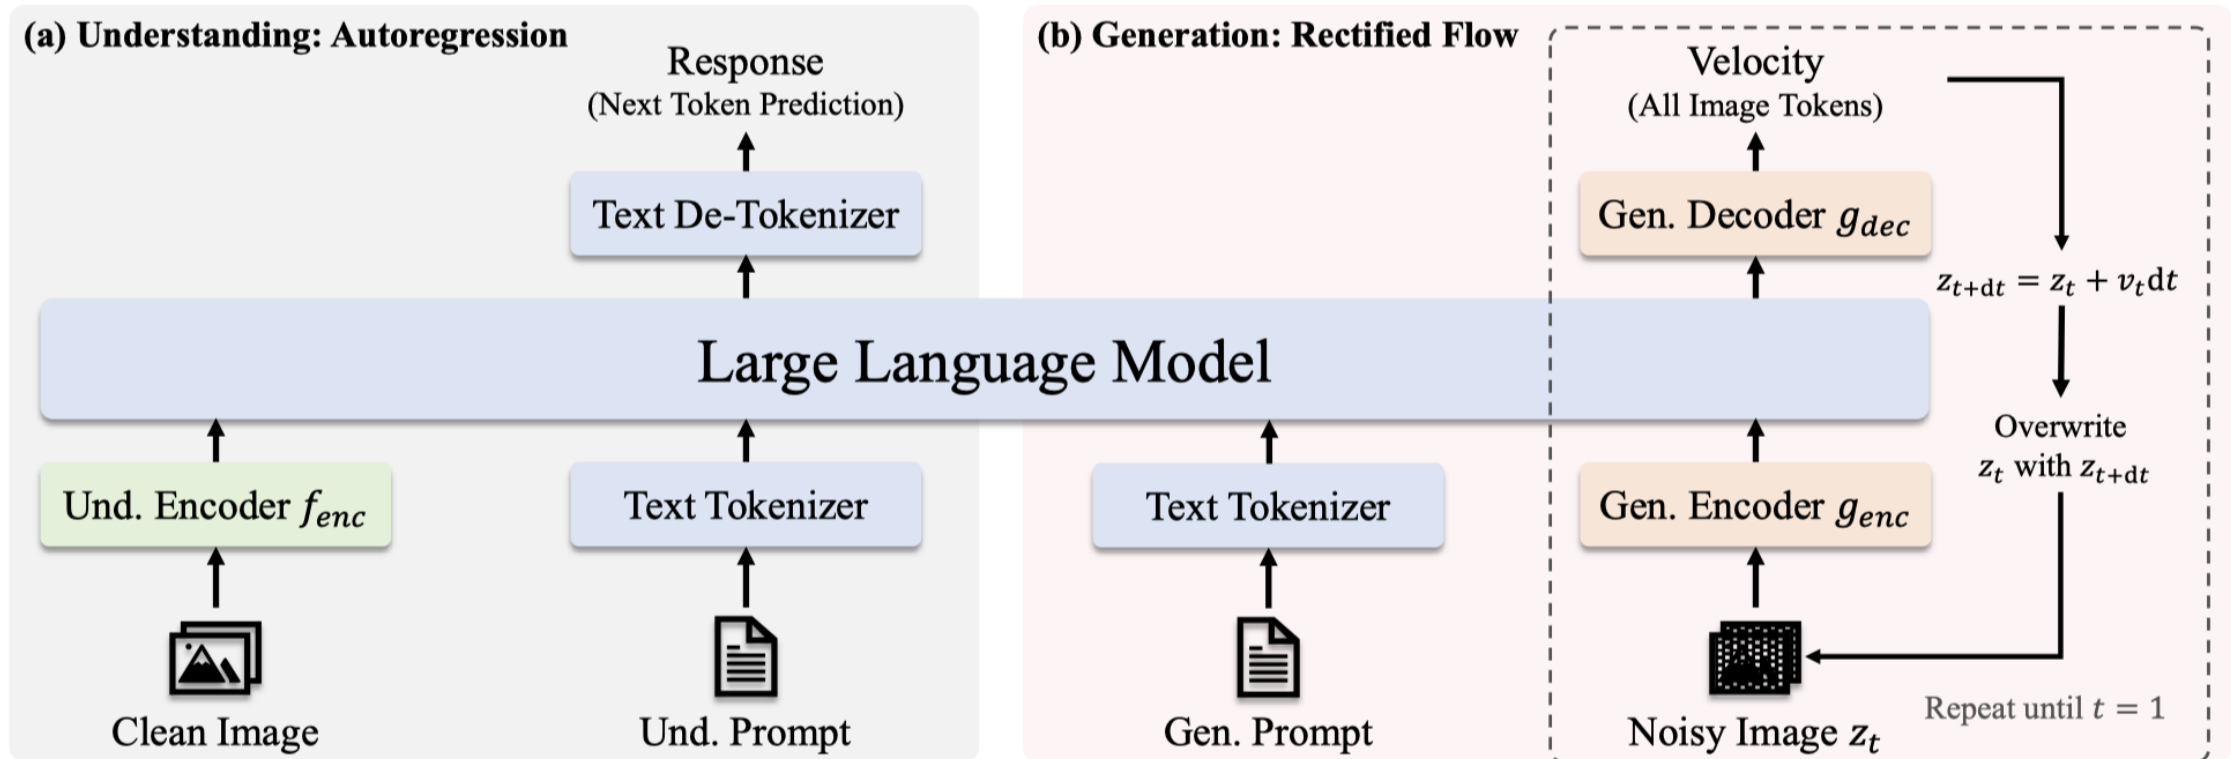 (a) Understanding: Autoregression
Response
(Next Token Prediction)
Text De-Tokenizer
Large Language Model
Und. Encoder f_enc
Text Tokenizer
Clean Image
Und. Prompt
(b) Generation: Rectified Flow
Velocity
(All Image Tokens)
Gen. Decoder g_dec
z_{t+dt} = z_t + v_t dt
Overwrite
z_t with z_{t+dt}
Text Tokenizer
Gen. Encoder g_enc
Gen. Prompt
Noisy Image z_t
Repeat until t = 1